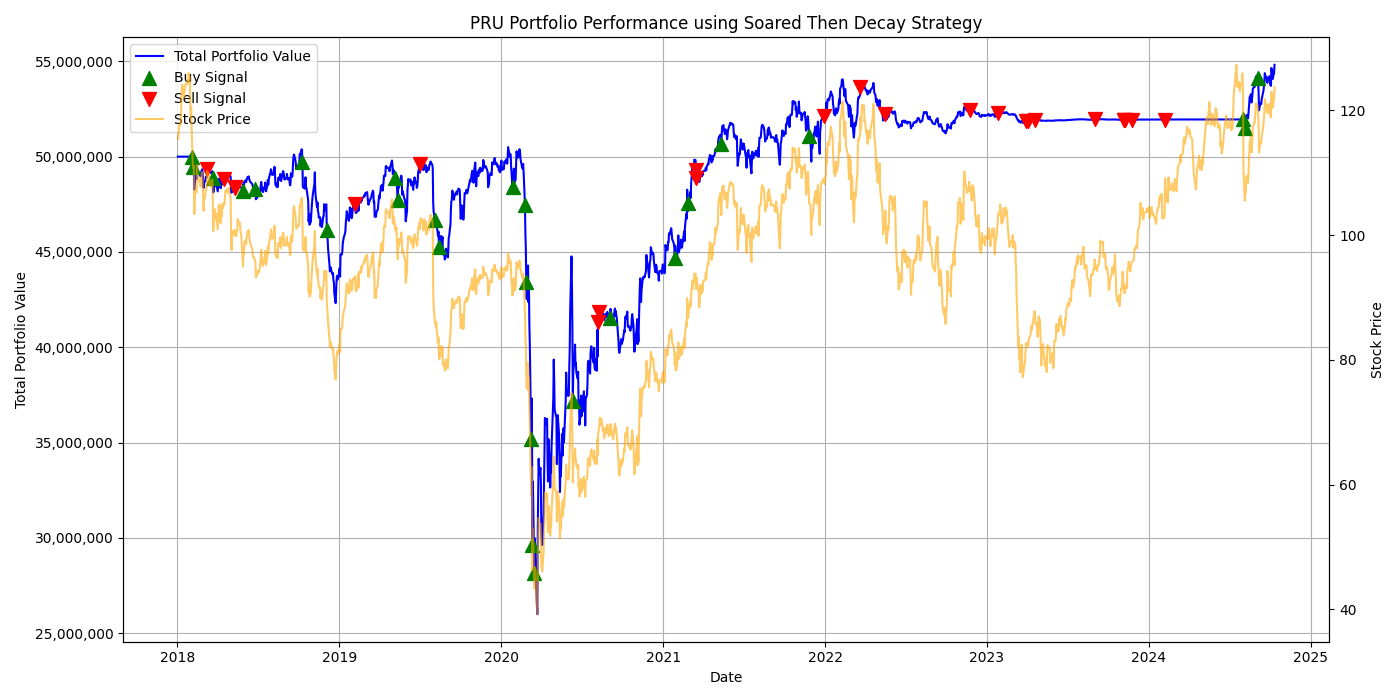 PRU Portfolio Performance using Soared Then Decay Strategy
Total Portfolio Value
Buy Signal
Sell Signal
Stock Price
55,000,000
50,000,000
45,000,000
40,000,000
35,000,000
30,000,000
25,000,000
Total Portfolio Value
120
100
80
60
40
Stock Price
2018
2019
2020
2021
2022
2023
2024
2025
Date